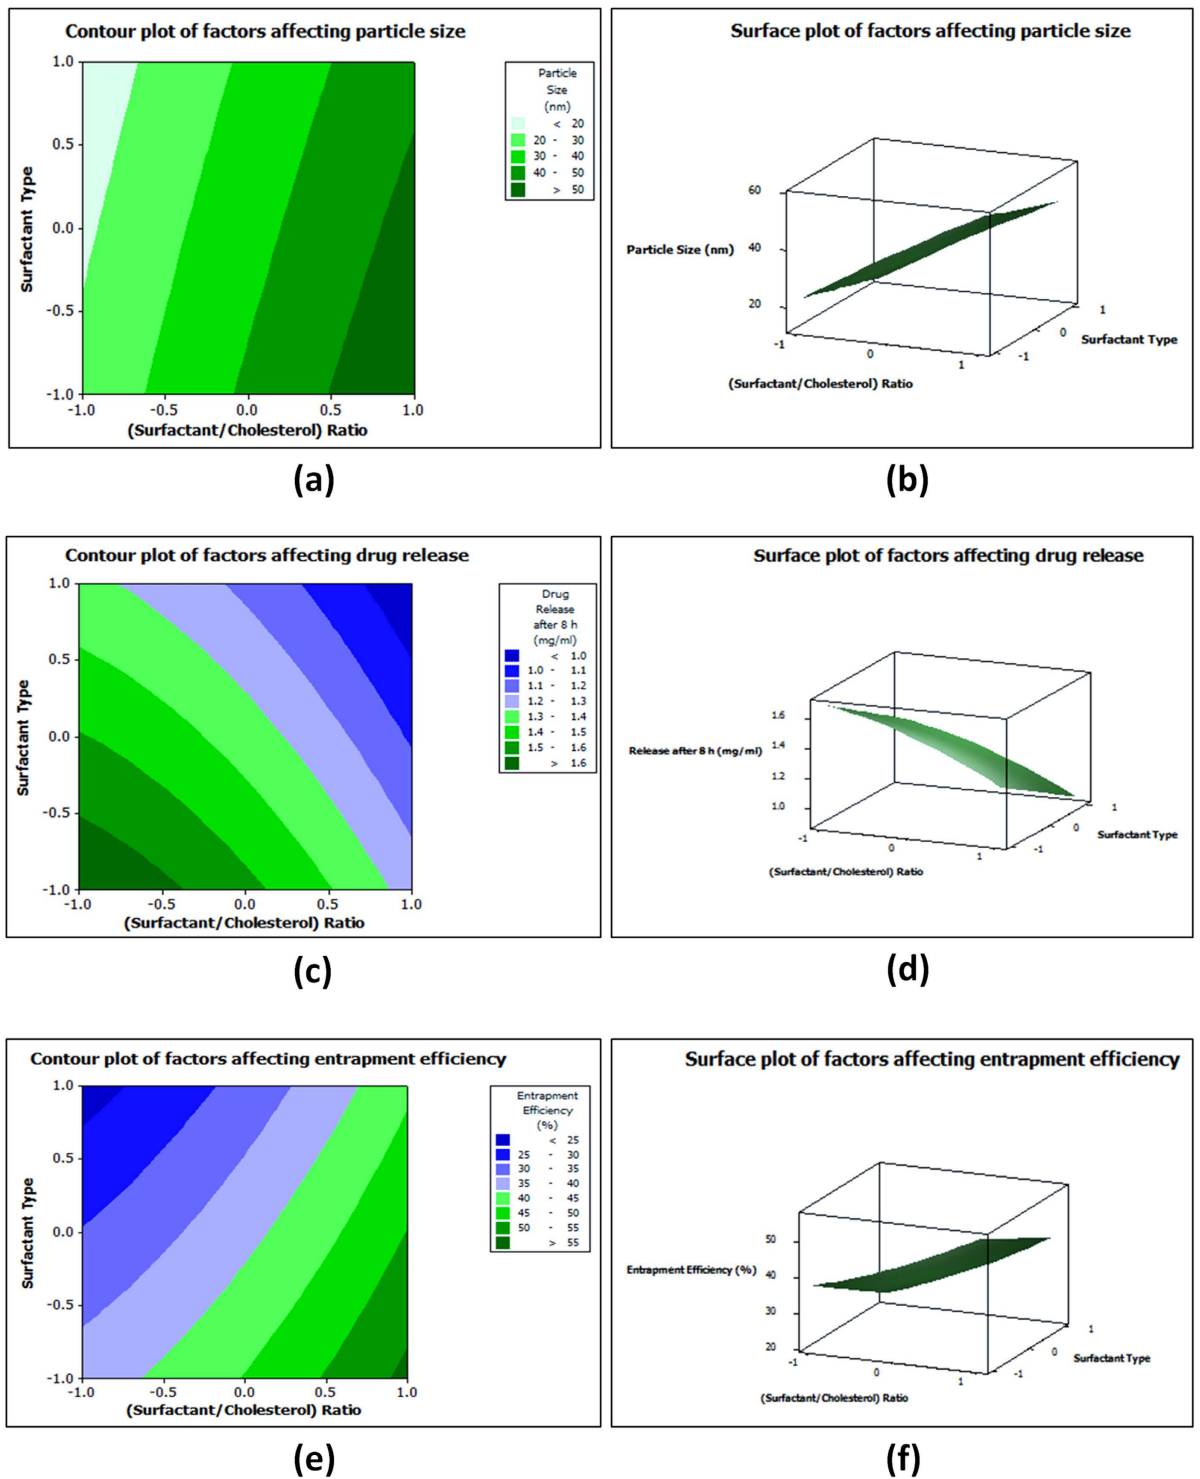 Contour plot of factors affecting particle size
1.0
0.5
0.0
-0.5
-1.0
Surfactant Type
-1.0 -0.5 0.0 0.5 1.0
(Surfactant/Cholesterol) Ratio
Particle
Size
(nm)
< 20
20 - 30
30 - 40
40 - 50
> 50
(a)
Surface plot of factors affecting particle size
60
40
20
Particle Size (nm)
-1 0 1
(Surfactant/Cholesterol) Ratio
-1 0 1
Surfactant Type
(b)
Contour plot of factors affecting drug release
1.0
0.5
0.0
-0.5
-1.0
Surfactant Type
-1.0 -0.5 0.0 0.5 1.0
(Surfactant/Cholesterol) Ratio
Drug
Release
after 8 h
(mg/ml)
< 1.0
1.0 - 1.1
1.1 - 1.2
1.2 - 1.3
1.3 - 1.4
1.4 - 1.5
1.5 - 1.6
> 1.6
(c)
Surface plot of factors affecting drug release
1.6
1.4
1.2
1.0
Release after 8 h (mg/ml)
-1 0 1
(Surfactant/Cholesterol) Ratio
-1 0 1
Surfactant Type
(d)
Contour plot of factors affecting entrapment efficiency
1.0
0.5
0.0
-0.5
-1.0
Surfactant Type
-1.0 -0.5 0.0 0.5 1.0
(Surfactant/Cholesterol) Ratio
Entrapment
Efficiency
(%)
< 25
25 - 30
30 - 35
35 - 40
40 - 45
45 - 50
50 - 55
> 55
(e)
Surface plot of factors affecting entrapment efficiency
50
40
30
20
Entrapment Efficiency (%)
-1 0 1
(Surfactant/Cholesterol) Ratio
-1 0 1
Surfactant Type
(f)